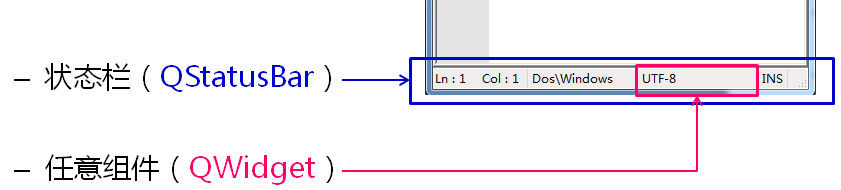 – 状态栏（QStatusBar）
Ln : 1 Col : 1 Dos\Windows UTF-8 INS
– 任意组件（QWidget）